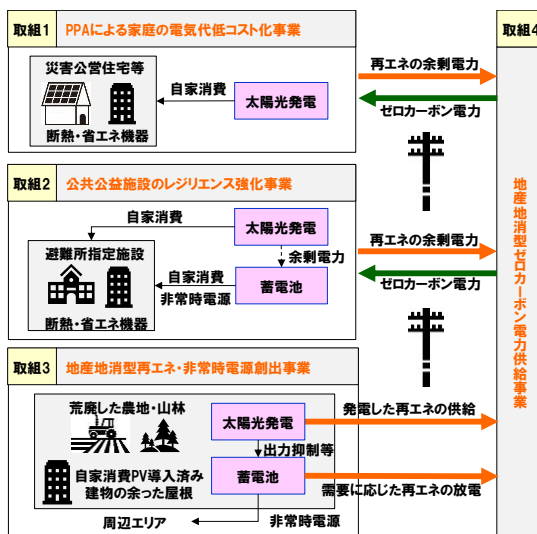 取組1 PPAによる家庭の電気代低コスト化事業
災害公営住宅等
断熱・省エネ機器
自家消費
太陽光発電
再エネの余剰電力
ゼロカーボン電力
取組2 公共公益施設のレジリエンス強化事業
自家消費
太陽光発電
余剰電力
避難所指定施設
自家消費
非常時電源
蓄電池
断熱・省エネ機器
再エネの余剰電力
ゼロカーボン電力
取組3 地産地消型再エネ・非常時電源創出事業
荒廃した農地・山林
太陽光発電
出力抑制等
自家消費PV導入済み
建物の余った屋根
蓄電池
非常時電源
周辺エリア
発電した再エネの供給
需要に応じた再エネの放電
取組4
地産地消型ゼロカーボン電力供給事業